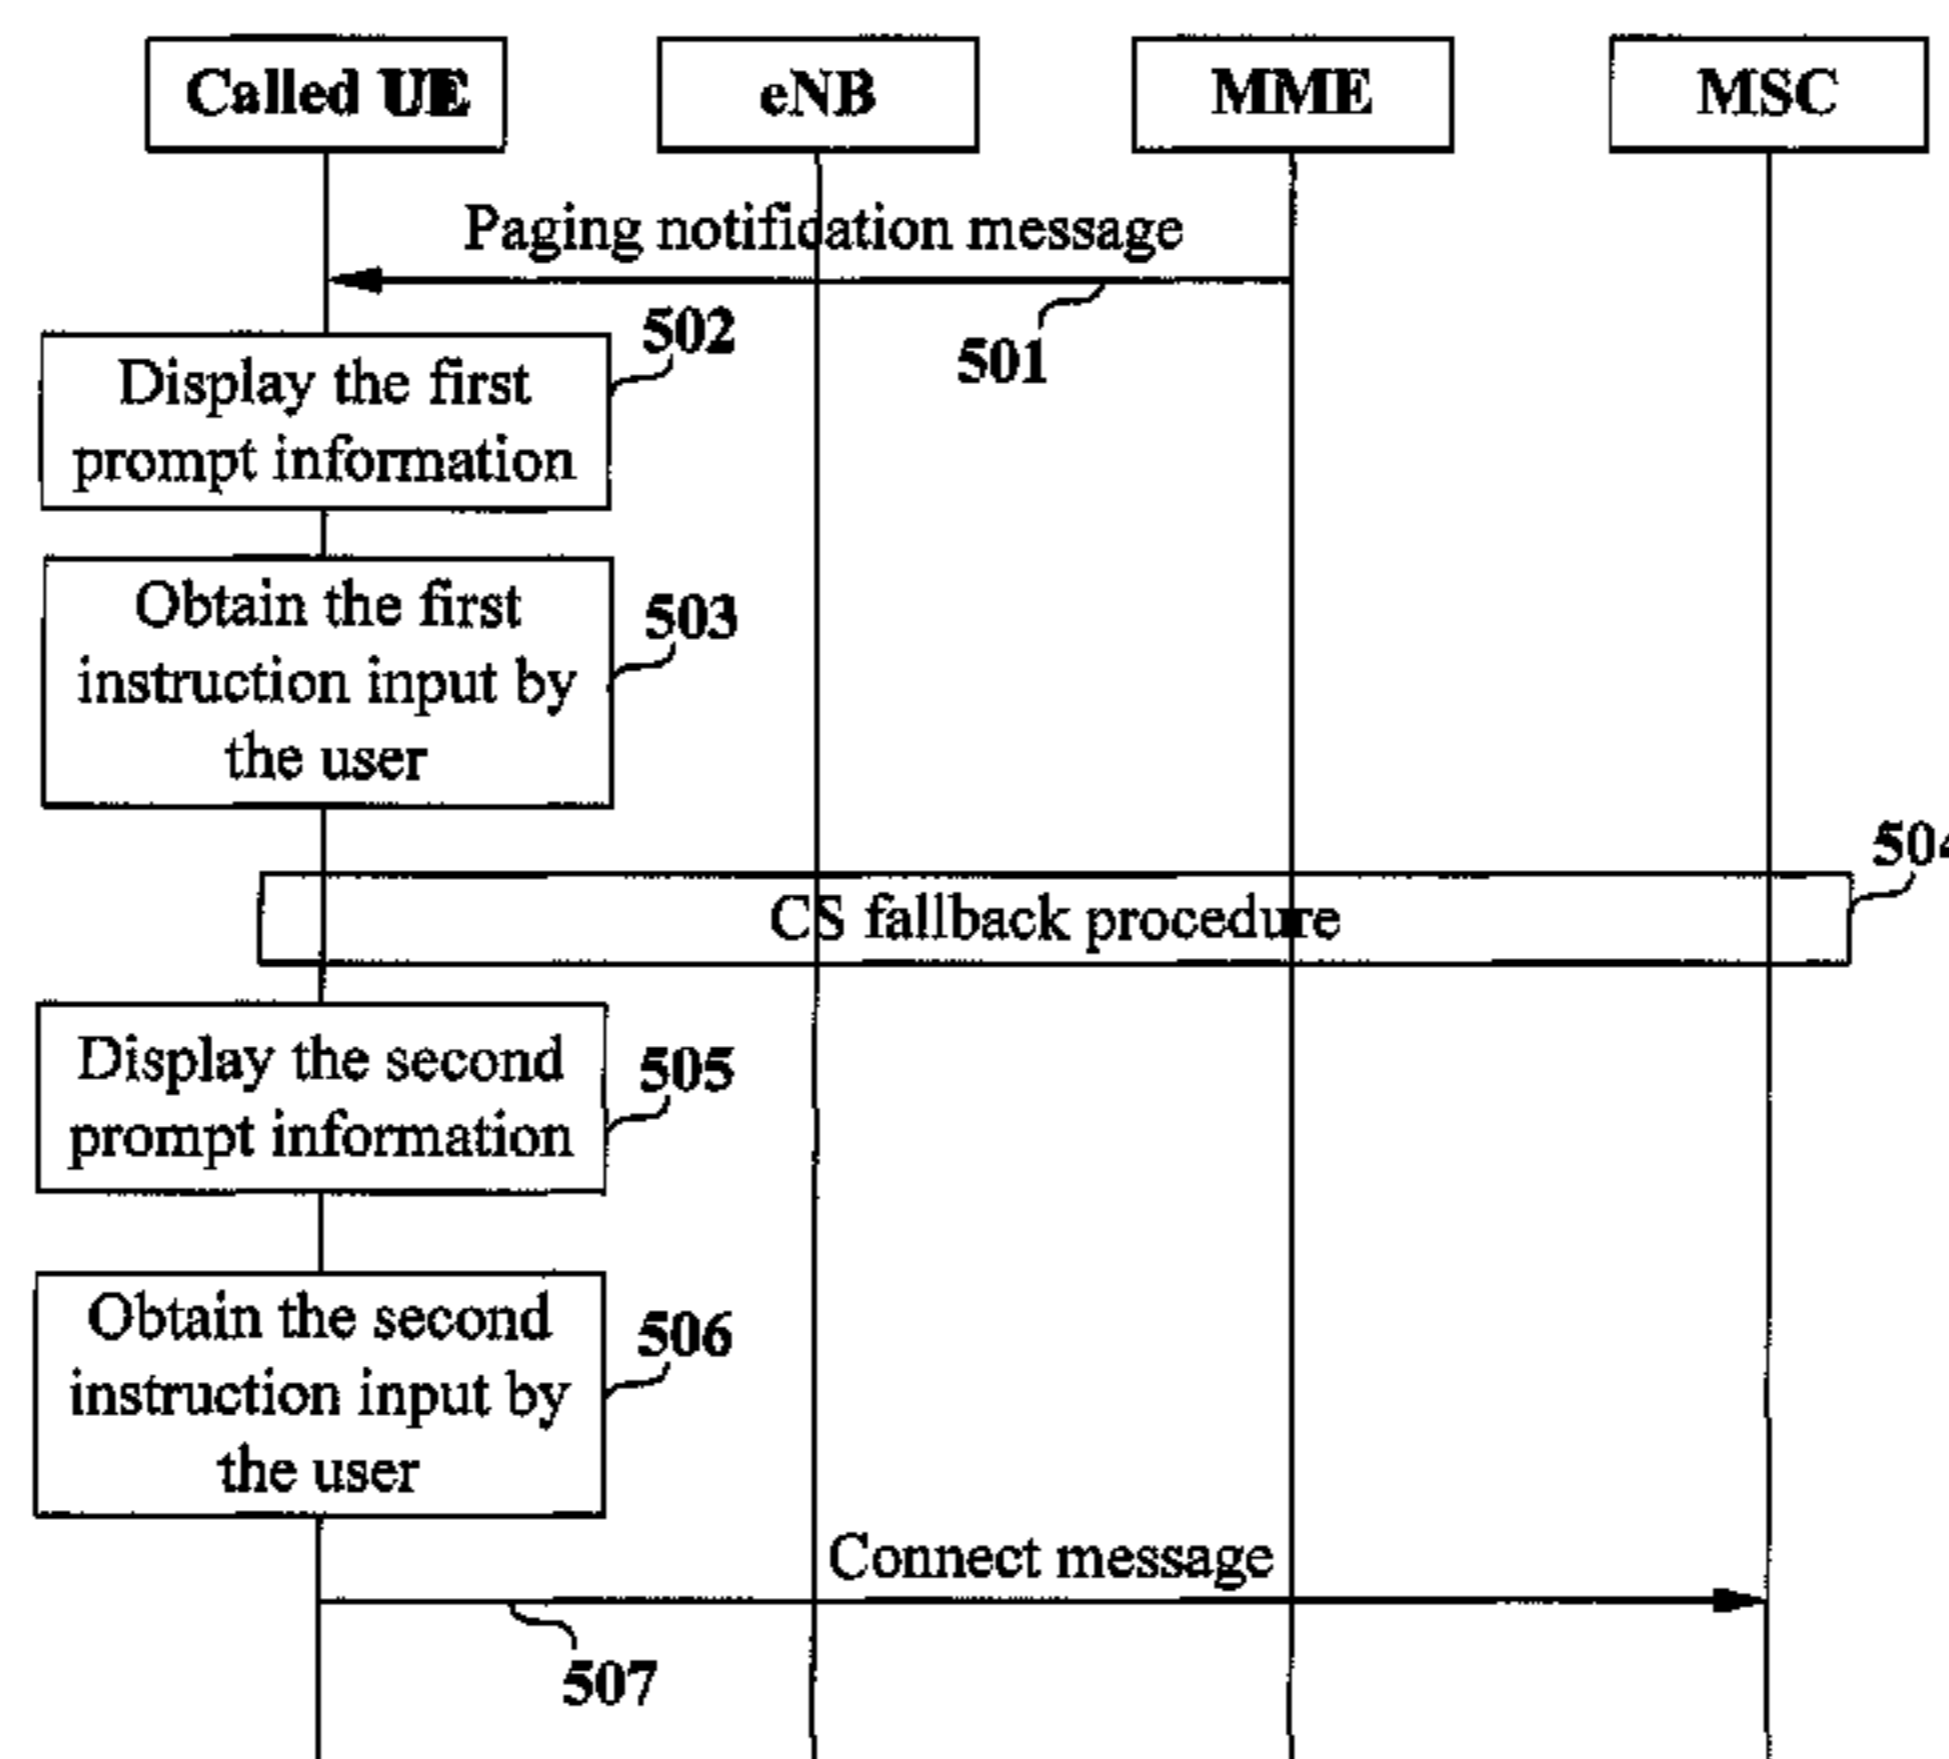 Called UE
eNB
MME
MSC
Paging notification message
501
502
Display the first
prompt information
503
Obtain the first
instruction input by
the user
504
CS fallback procedure
505
Display the second
prompt information
506
Obtain the second
instruction input by
the user
Connect message
507